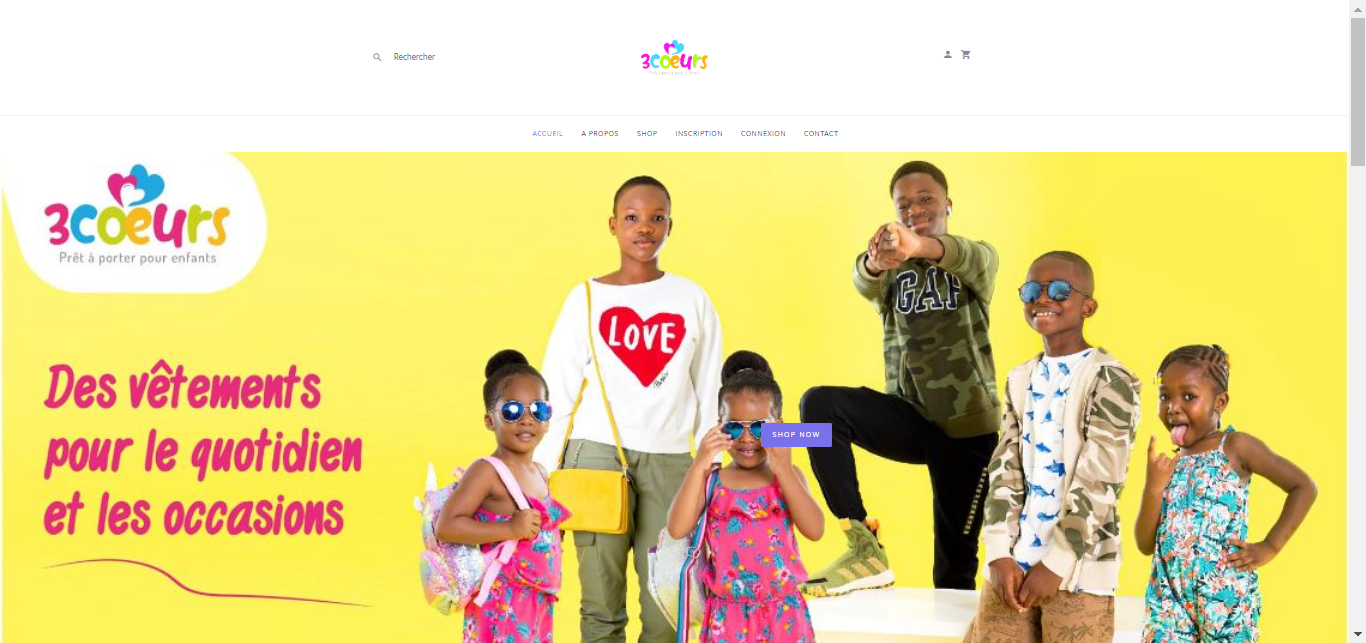 Rechercher
3coeurs
ACCUEIL A PROPOS SHOP INSCRIPTION CONNEXION CONTACT
3coeurs
Prêt à porter pour enfants
Des vêtements
pour le quotidien
et les occasions
LOVE
Paris
GAP
SHOP NOW